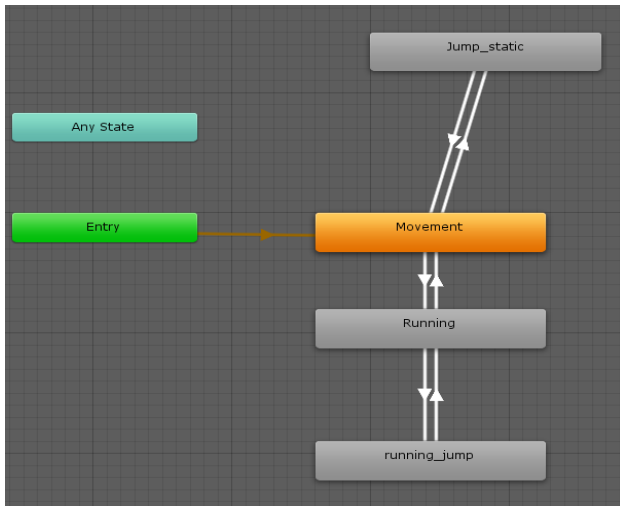 Jump_static
Any State
Entry
Movement
Running
running_jump